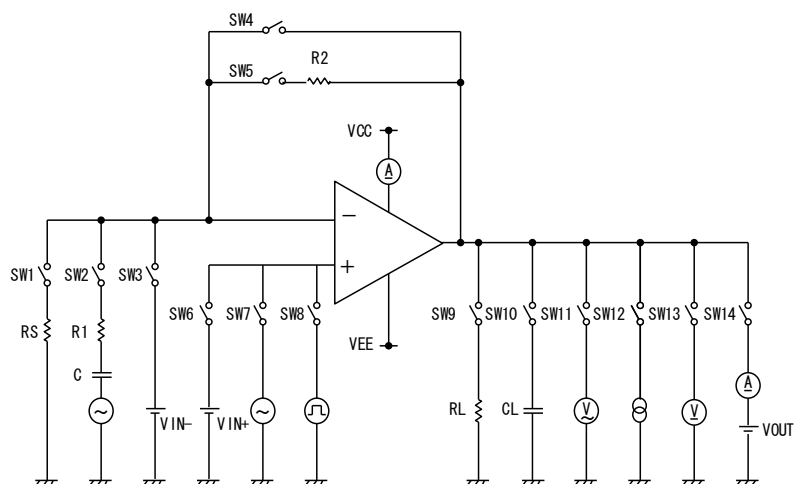 SW4
R2
SW5
VCC
A
−
+
SW1
SW2
SW3
SW6
SW7
SW8
SW9
SW10
SW11
SW12
SW13
SW14
VEE
RS
R1
C
A
VIN-
VIN+
RL
CL
V
V
VOUT